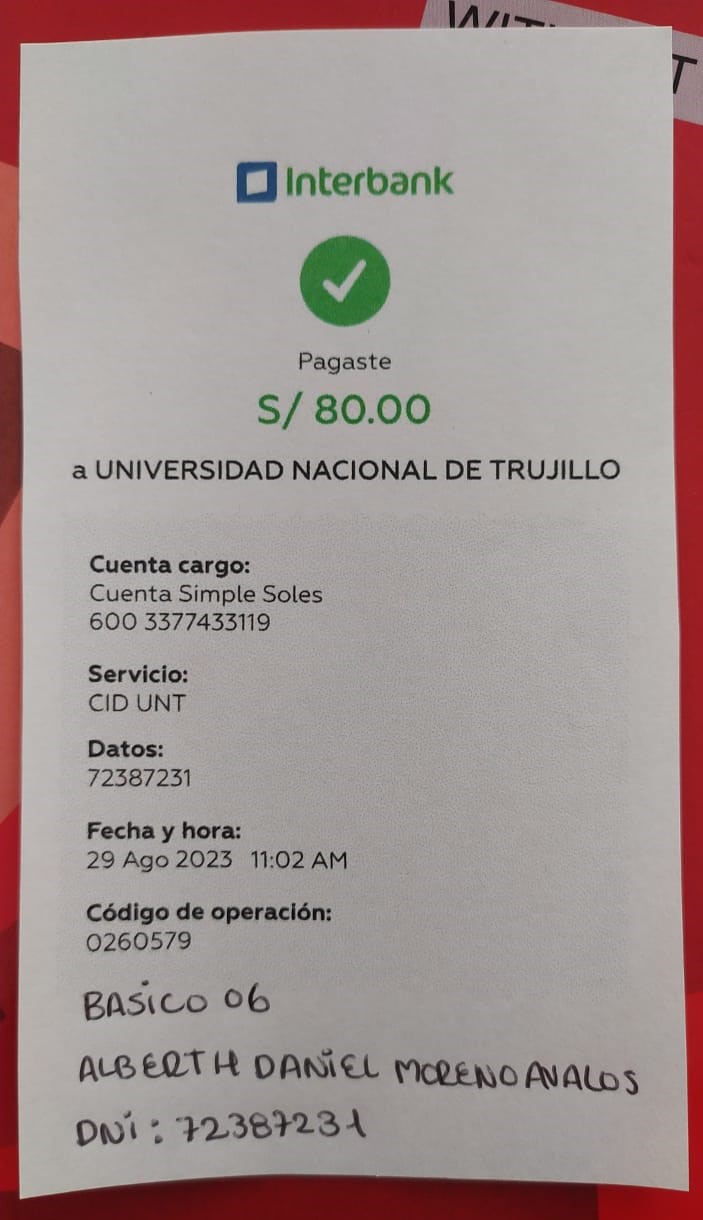 WIT
T
Interbank
Pagaste
S/ 80.00
a UNIVERSIDAD NACIONAL DE TRUJILLO
Cuenta cargo:
Cuenta Simple Soles
600 3377433119
Servicio:
CID UNT
Datos:
72387231
Fecha y hora:
29 Ago 2023 11:02 AM
Código de operación:
0260579
BASICO 06
ALBERTH DANIEL MORENO AVALOS
DNI: 72387231